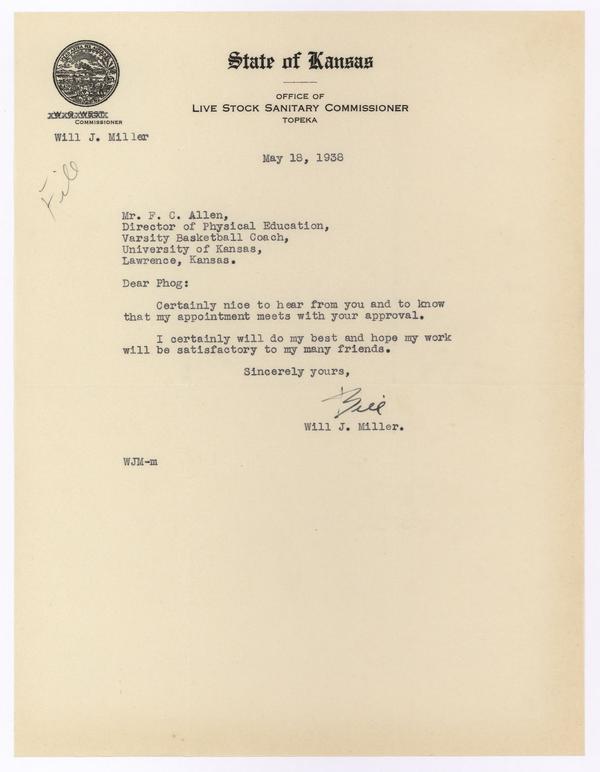 State of Kansas
OFFICE OF
LIVE STOCK SANITARY COMMISSIONER
TOPEKA
COMMISSIONER
Will J. Miller
May 18, 1938
File
Mr. F. C. Allen,
Director of Physical Education,
Varsity Basketball Coach,
University of Kansas,
Lawrence, Kansas.
Dear Phog:
Certainly nice to hear from you and to know
that my appointment meets with your approval.
I certainly will do my best and hope my work
will be satisfactory to my many friends.
Sincerely yours,
Bill
Will J. Miller.
WJM-m